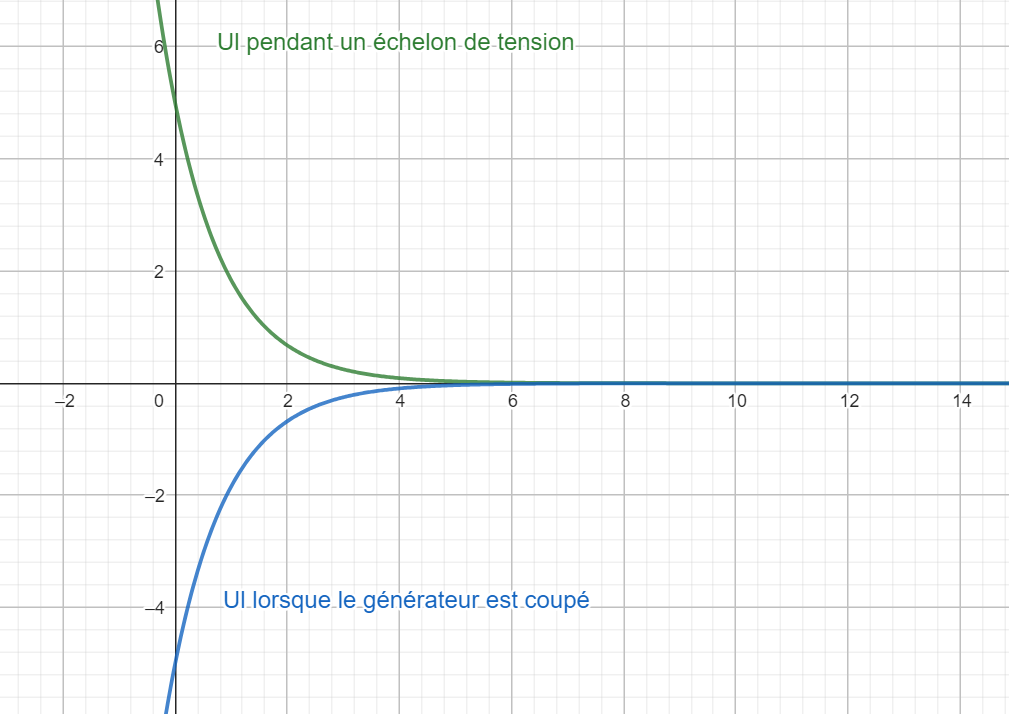 6
Ul pendant un échelon de tension
4
2
–2 0 2 4 6 8 10 12 14
–2
–4
Ul lorsque le générateur est coupé